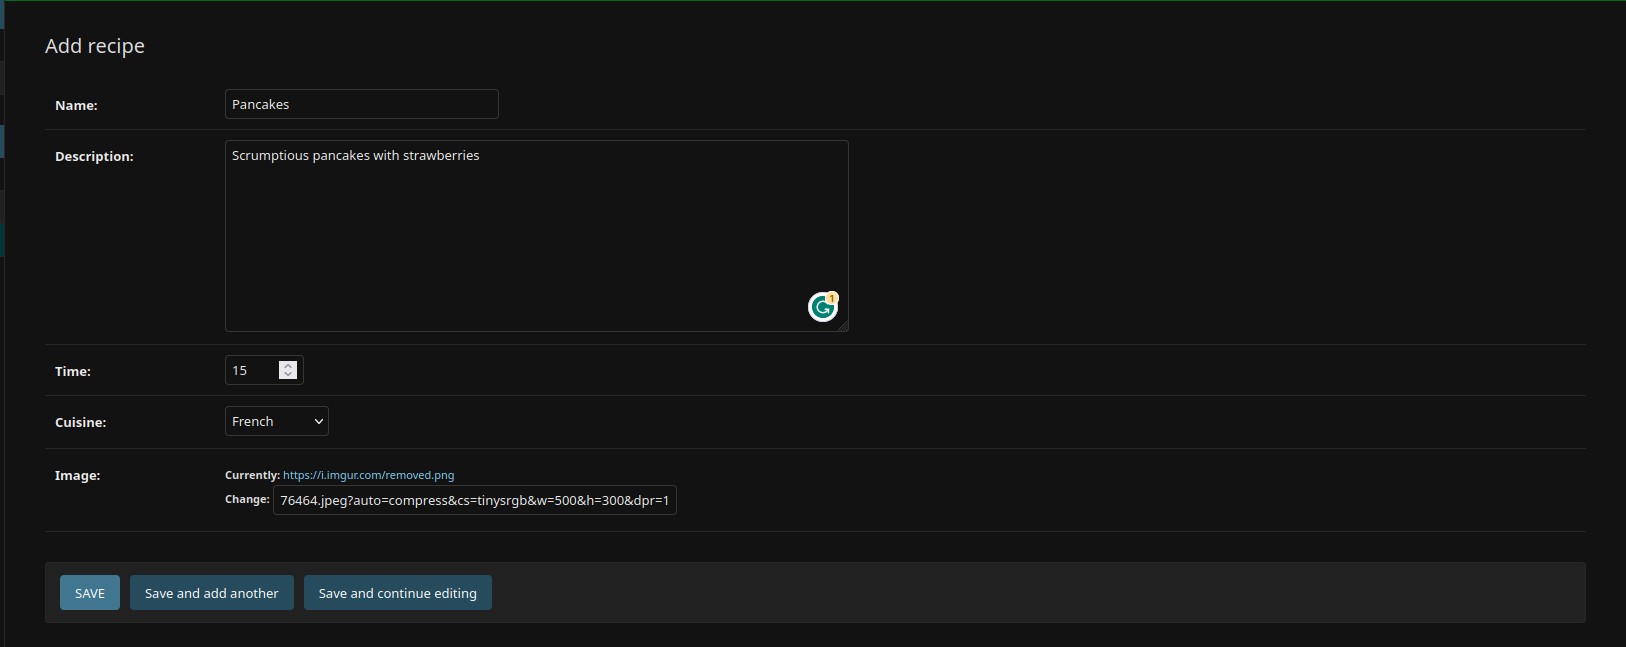 Add recipe
Name: Pancakes
Description: Scrumptious pancakes with strawberries
1
Time: 15
Cuisine: French
Image: Currently: https://i.imgur.com/removed.png
Change: 76464.jpeg?auto=compress&cs=tinysrgb&w=500&h=300&dpr=1
SAVE Save and add another Save and continue editing